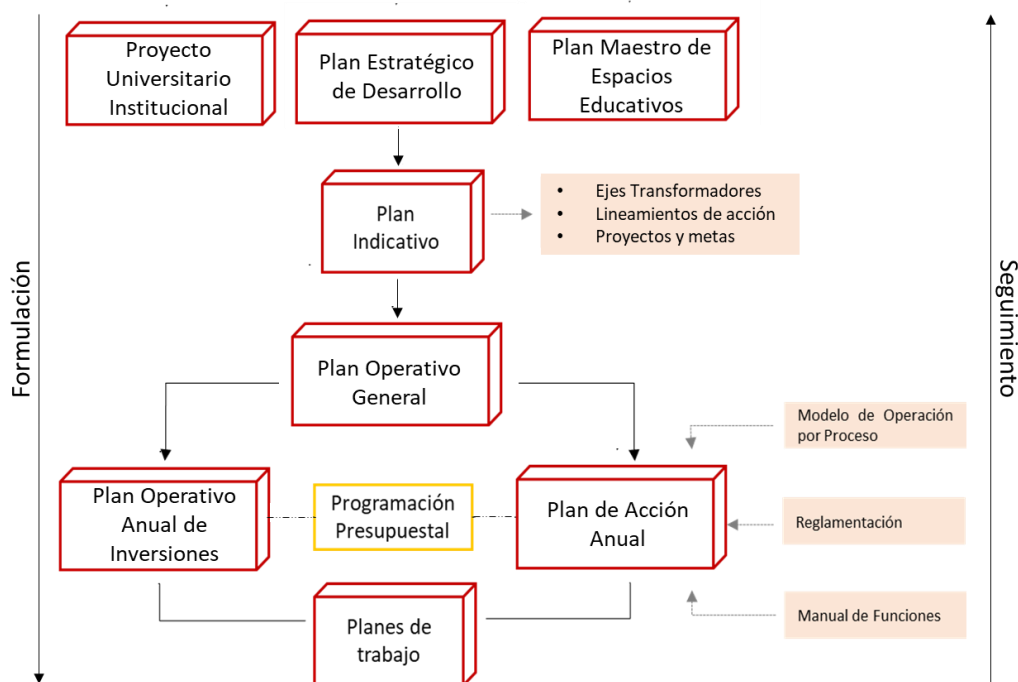 Proyecto
Universitario
Institucional
Plan Estratégico
de Desarrollo
Plan Maestro de
Espacios
Educativos
Plan
Indicativo
• Ejes Transformadores
• Lineamientos de acción
• Proyectos y metas
Formulación
Seguimiento
Plan Operativo
General
Modelo de Operación
por Proceso
Plan Operativo
Anual de
Inversiones
Programación
Presupuestal
Plan de Acción
Anual
Reglamentación
Planes de
trabajo
Manual de Funciones